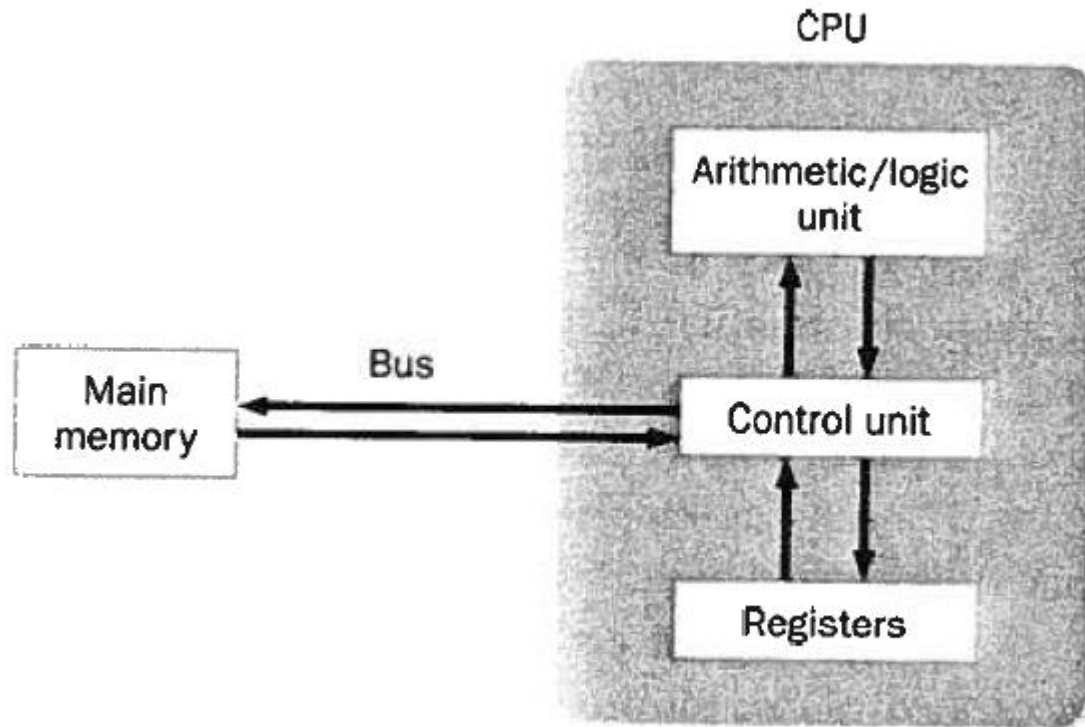 CPU
Arithmetic/logic
unit
Bus
Main
memory
Control unit
Registers